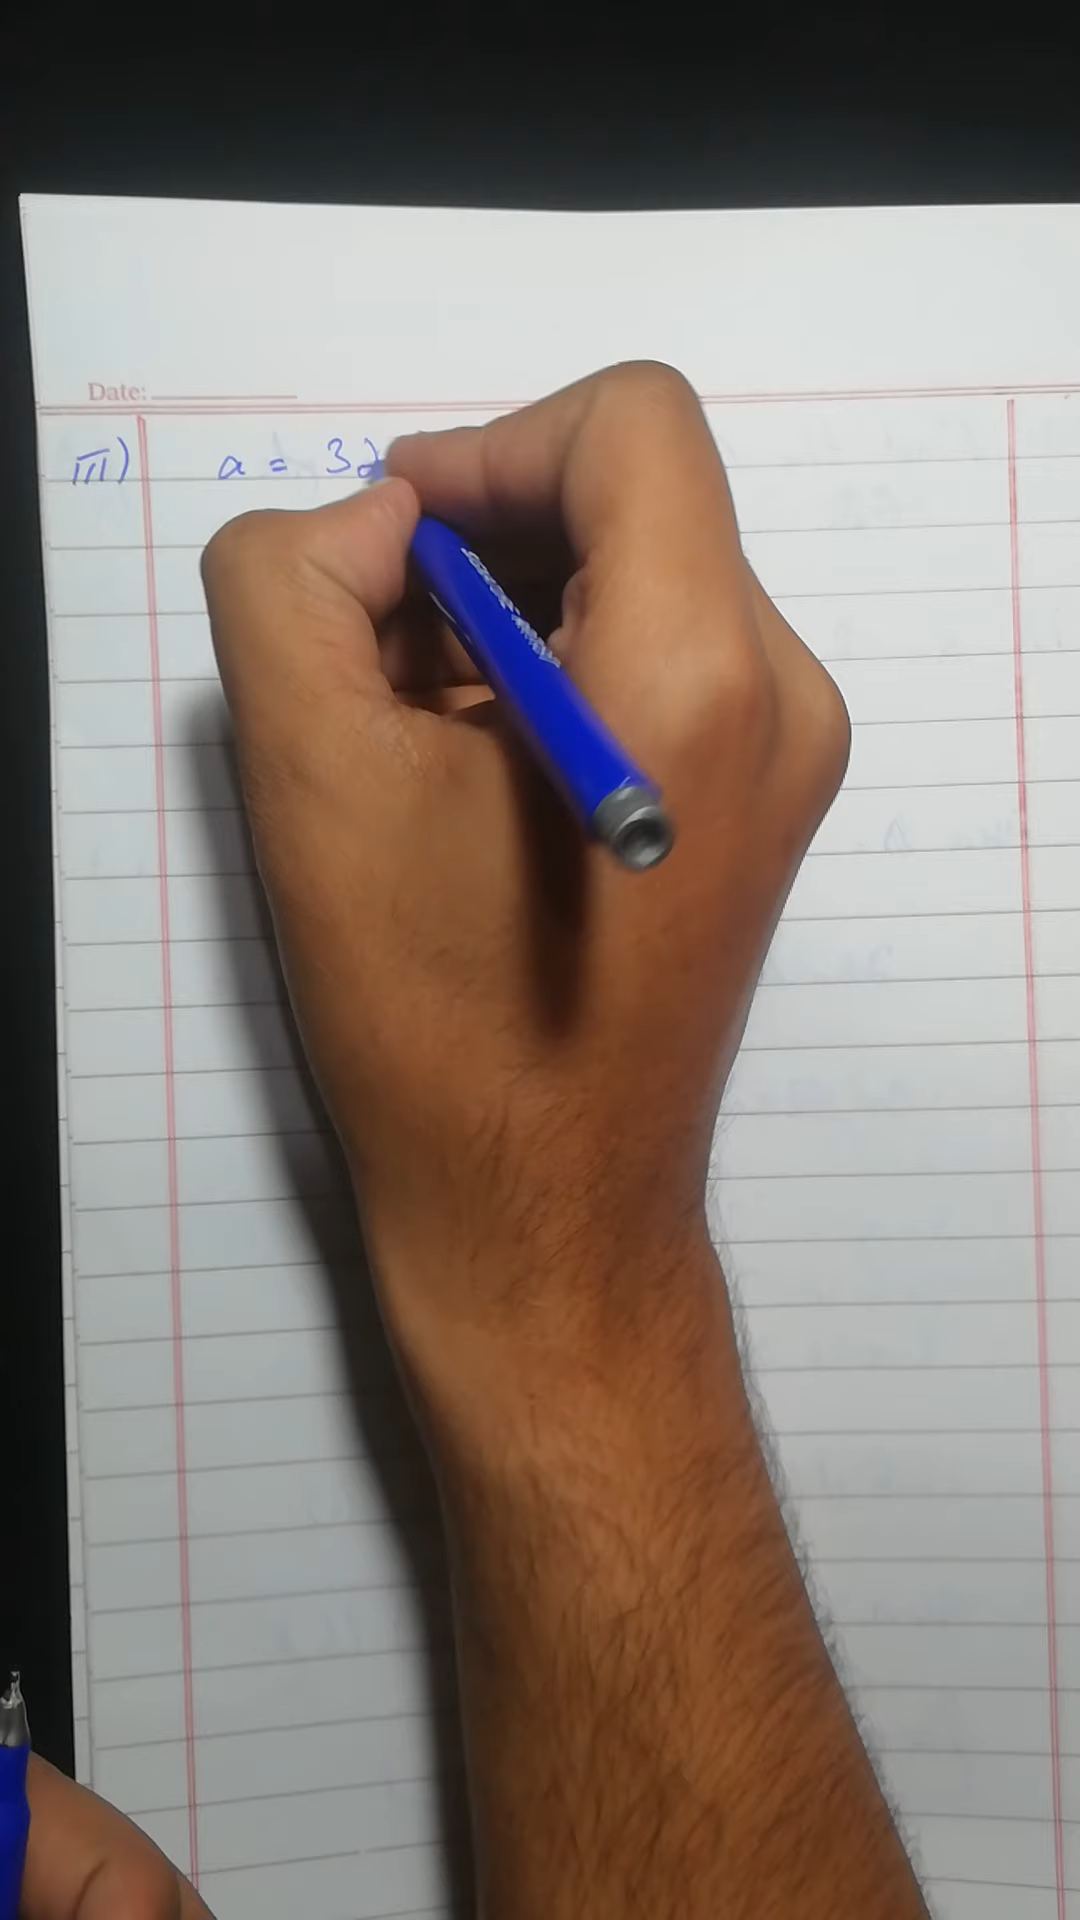 Date:
III) a = 32